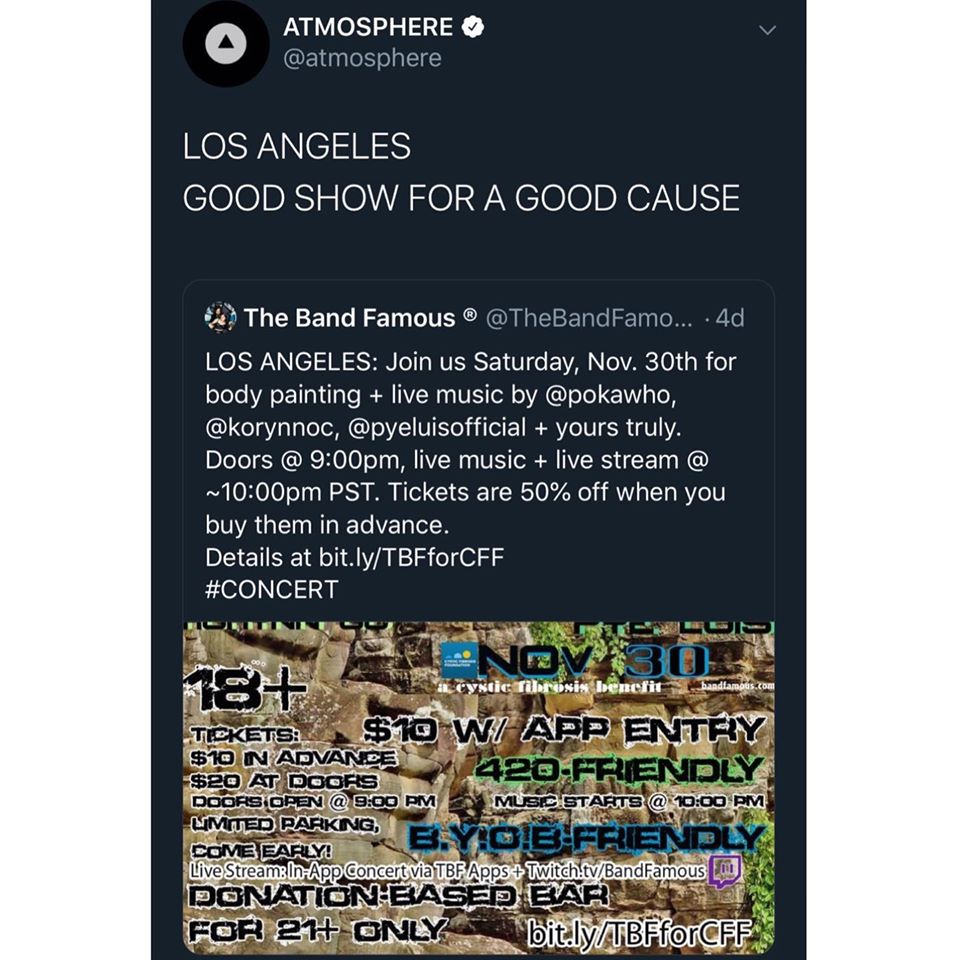 ATMOSPHERE
@atmosphere
LOS ANGELES
GOOD SHOW FOR A GOOD CAUSE
The Band Famous ® @TheBandFamo... · 4d
LOS ANGELES: Join us Saturday, Nov. 30th for
body painting + live music by @pokawho,
@korynnoc, @pyeluisofficial + yours truly.
Doors @ 9:00pm, live music + live stream @
~10:00pm PST. Tickets are 50% off when you
buy them in advance.
Details at bit.ly/TBFforCFF
#CONCERT
NOV 30
a cystic fibrosis benefit
bandfamous.com
18+
$10 W/ APP ENTRY
TICKETS:
$10 IN ADVANCE
$20 AT DOORS
420-FRIENDLY
DOORS OPEN @ 9:00 PM
MUSIC STARTS @ 10:00 PM
LIMITED PARKING,
COME EARLY!
B.Y.O.B-FRIENDLY
Live Stream: In-App Concert via TBF Apps + Twitch.tv/BandFamous
DONATION-BASED BAR
FOR 21+ ONLY
bit.ly/TBFforCFF